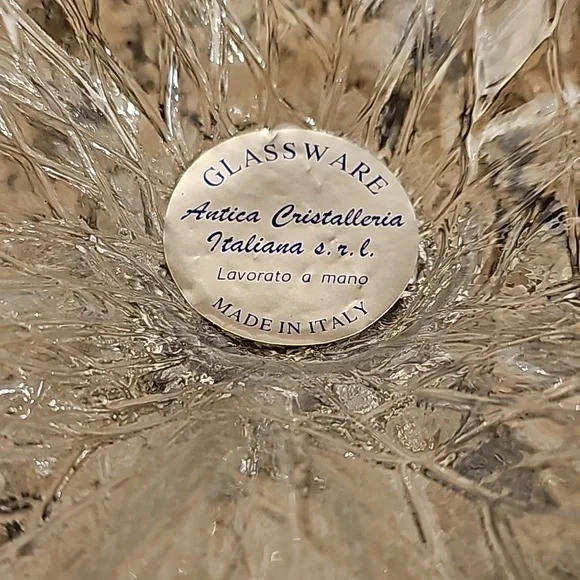 GLASSWARE
Antica Cristalleria
Italiana s.r.l.
Lavorato a mano
MADE IN ITALY